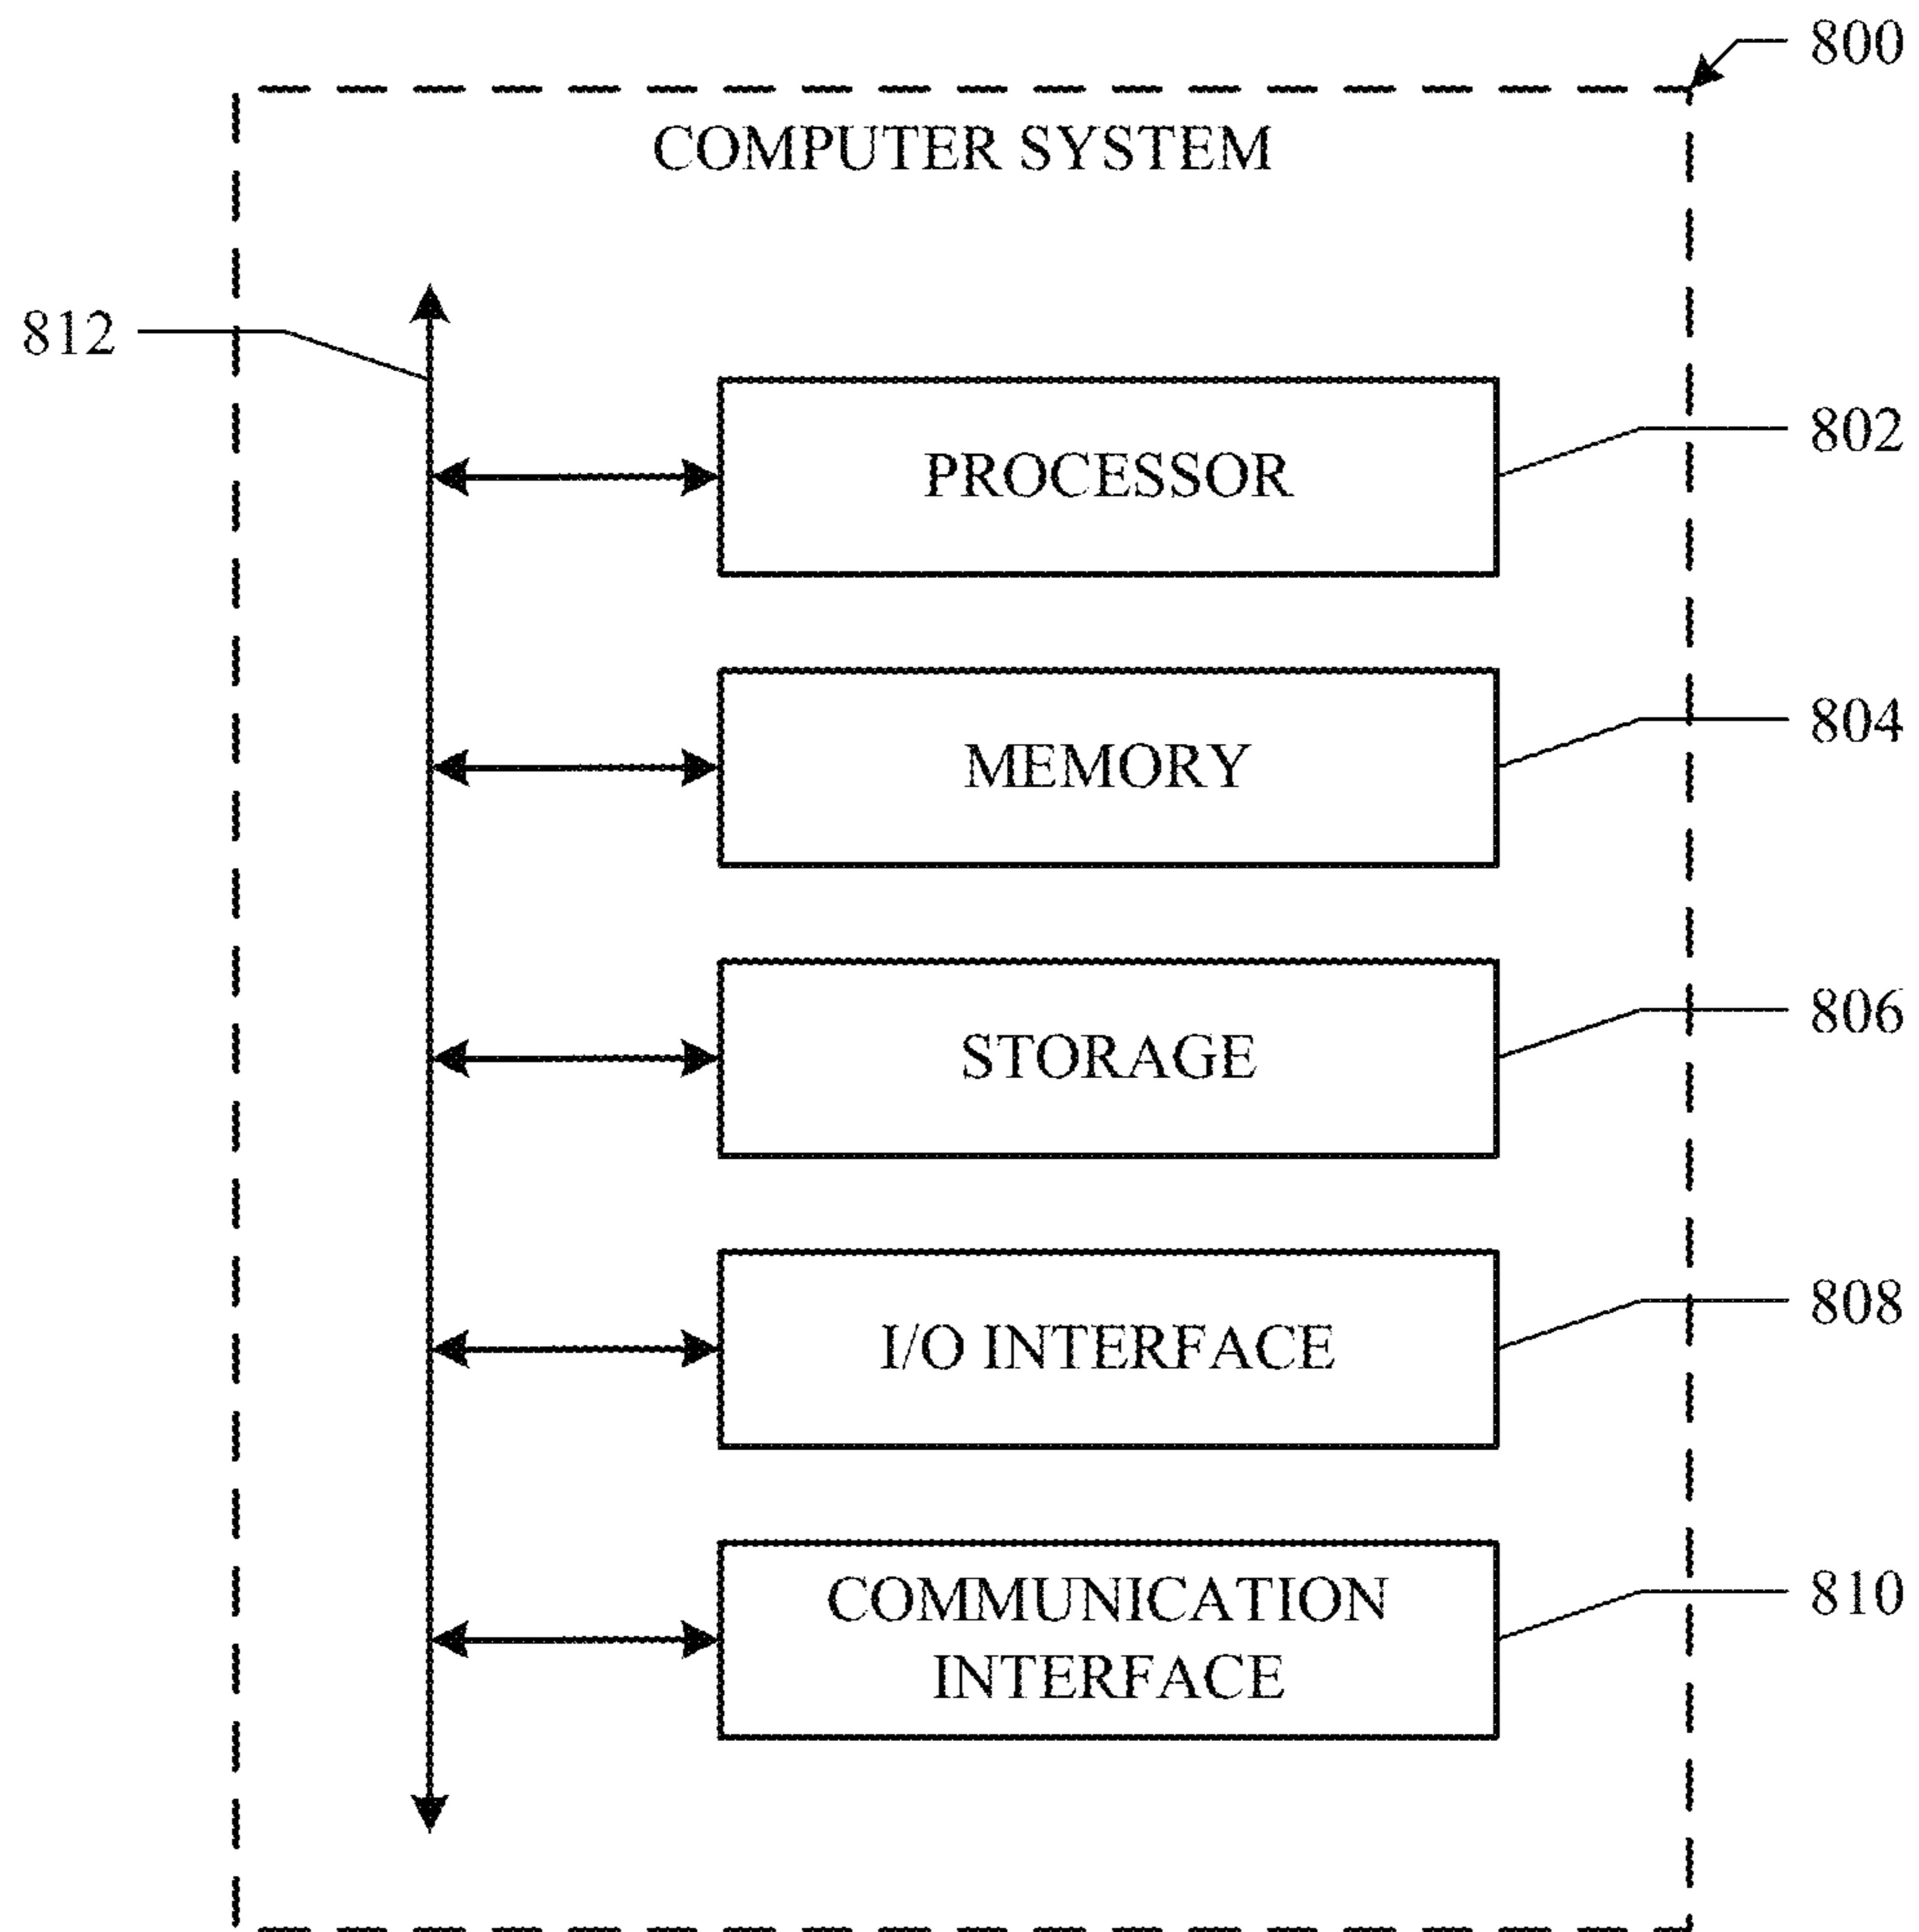 800
COMPUTER SYSTEM
812
PROCESSOR
802
MEMORY
804
STORAGE
806
I/O INTERFACE
808
COMMUNICATION
INTERFACE
810